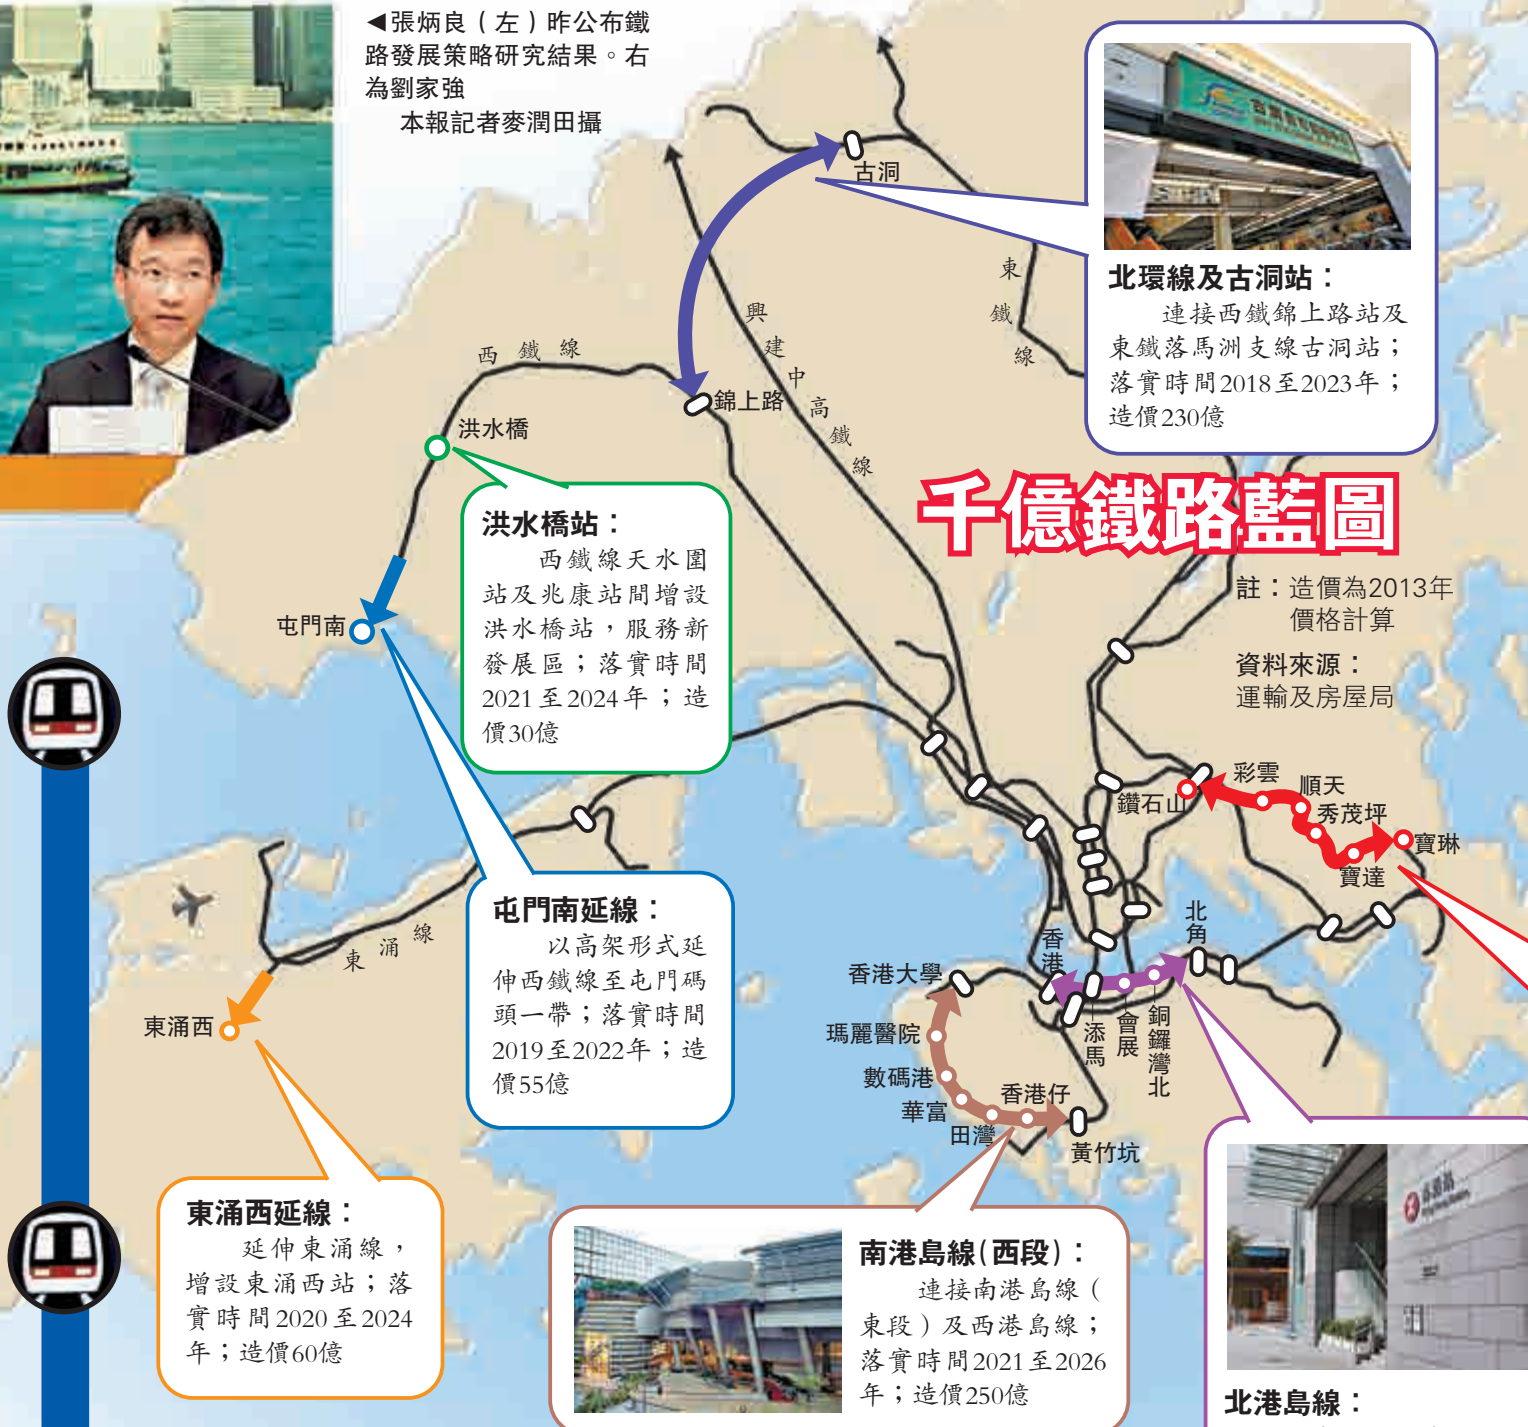 ◀張炳良（左）昨公布鐵
路發展策略研究結果。右
為劉家強
本報記者麥潤田攝
古洞
東鐵線
北環線及古洞站：
連接西鐵錦上路站及
東鐵落馬洲支線古洞站；
落實時間2018至2023年；
造價230億
興建中高鐵線
西鐵線
錦上路
洪水橋
千億鐵路藍圖
註：造價為2013年
價格計算
資料來源：
運輸及房屋局
洪水橋站：
西鐵線天水圍
站及兆康站間增設
洪水橋站，服務新
發展區；落實時間
2021至2024年；造
價30億
屯門南
鑽石山
彩雲
順天
秀茂坪
寶達
寶琳
屯門南延線：
以高架形式延
伸西鐵線至屯門碼
頭一帶；落實時間
2019至2022年；造
價55億
東涌線
東涌西
香港
北角
香港大學
添馬
會展
銅鑼灣北
瑪麗醫院
數碼港
華富
田灣
香港仔
黃竹坑
東涌西延線：
延伸東涌線，
增設東涌西站；落
實時間2020至2024
年；造價60億
南港島線(西段)：
連接南港島線（
東段）及西港島線；
落實時間2021至2026
年；造價250億
北港島線：